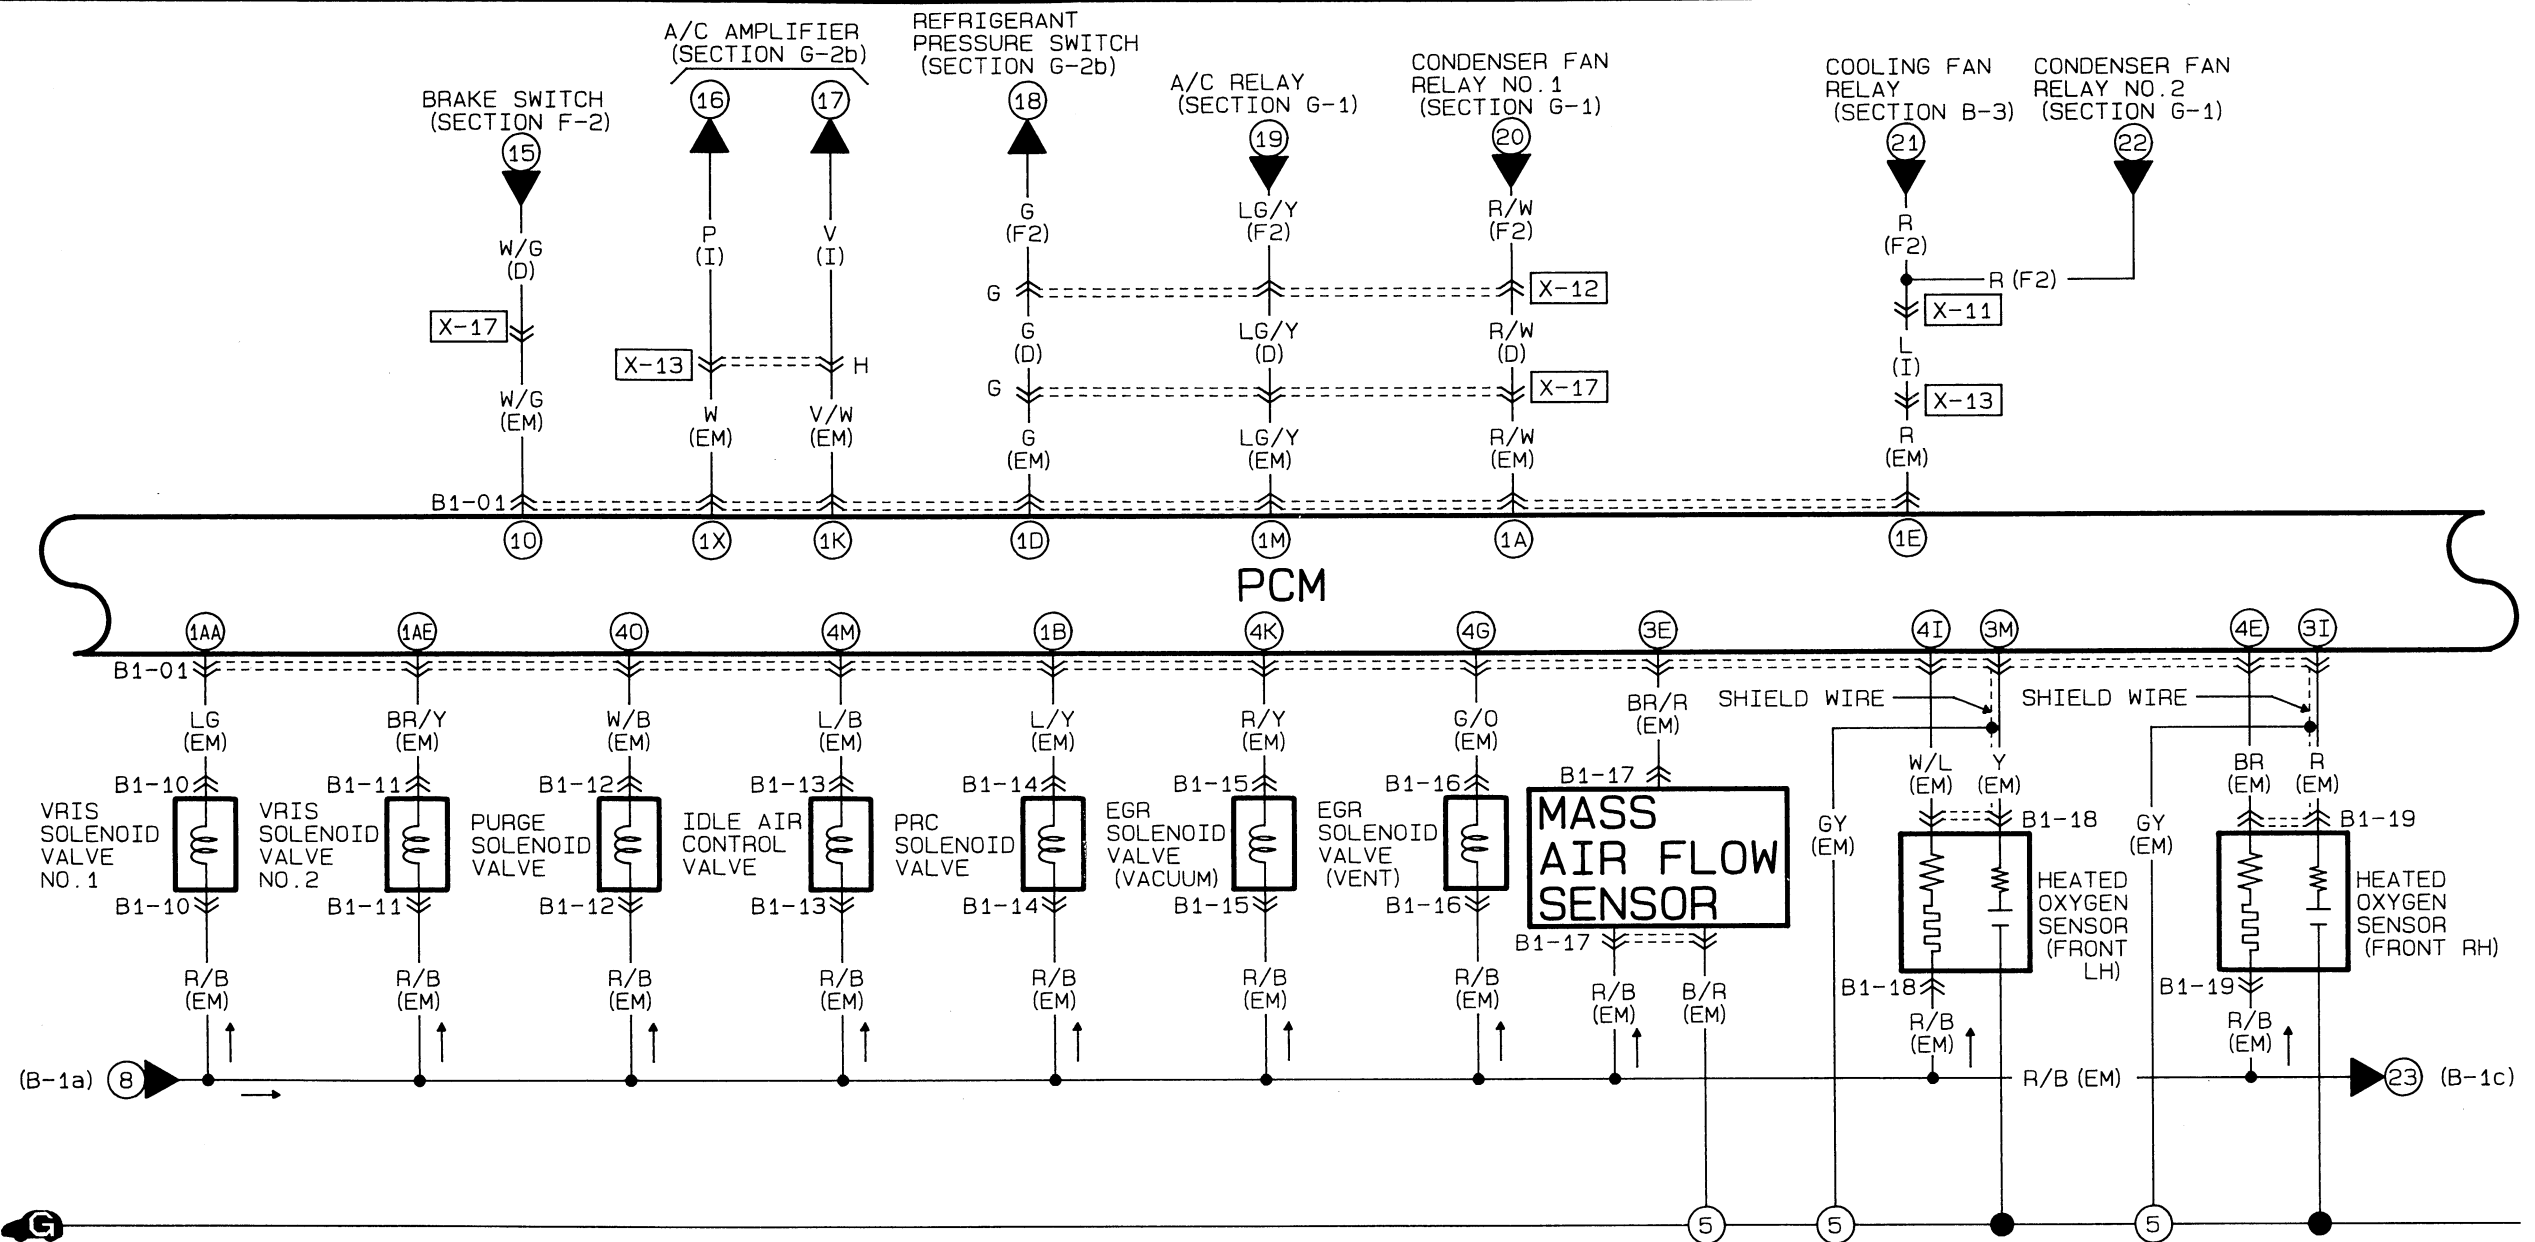 BRAKE SWITCH
(SECTION F-2)
15
A/C AMPLIFIER
(SECTION G-2b)
16
17
REFRIGERANT
PRESSURE SWITCH
(SECTION G-2b)
18
A/C RELAY
(SECTION G-1)
19
CONDENSER FAN
RELAY NO.1
(SECTION G-1)
20
COOLING FAN
RELAY
(SECTION B-3)
21
CONDENSER FAN
RELAY NO.2
(SECTION G-1)
22
W/G
(D)
P
(I)
V
(I)
G
(F2)
LG/Y
(F2)
R/W
(F2)
R
(F2)
R (F2)
G
X-12
X-11
X-17
G
(D)
LG/Y
(D)
R/W
(D)
L
(I)
X-13
H
G
X-17
X-13
W/G
(EM)
W
(EM)
V/W
(EM)
G
(EM)
LG/Y
(EM)
R/W
(EM)
R
(EM)
B1-01
1O
1X
1K
1D
1M
1A
1E
PCM
1AA
1AE
4O
4M
1B
4K
4G
3E
4I
3M
4E
3I
B1-01
LG
(EM)
BR/Y
(EM)
W/B
(EM)
L/B
(EM)
L/Y
(EM)
R/Y
(EM)
G/O
(EM)
BR/R
(EM)
SHIELD WIRE
SHIELD WIRE
W/L
(EM)
Y
(EM)
BR
(EM)
R
(EM)
B1-10
B1-11
B1-12
B1-13
B1-14
B1-15
B1-16
B1-17
B1-18
B1-19
VRIS
SOLENOID
VALVE
NO.1
VRIS
SOLENOID
VALVE
NO.2
PURGE
SOLENOID
VALVE
IDLE AIR
CONTROL
VALVE
PRC
SOLENOID
VALVE
EGR
SOLENOID
VALVE
(VACUUM)
EGR
SOLENOID
VALVE
(VENT)
MASS
AIR FLOW
SENSOR
GY
(EM)
HEATED
OXYGEN
SENSOR
(FRONT
LH)
GY
(EM)
HEATED
OXYGEN
SENSOR
(FRONT RH)
B1-10
B1-11
B1-12
B1-13
B1-14
B1-15
B1-16
B1-17
B1-18
B1-19
R/B
(EM)
R/B
(EM)
R/B
(EM)
R/B
(EM)
R/B
(EM)
R/B
(EM)
R/B
(EM)
R/B
(EM)
B/R
(EM)
R/B
(EM)
R/B
(EM)
(B-1a)
8
R/B (EM)
23
(B-1c)
G
5
5
5